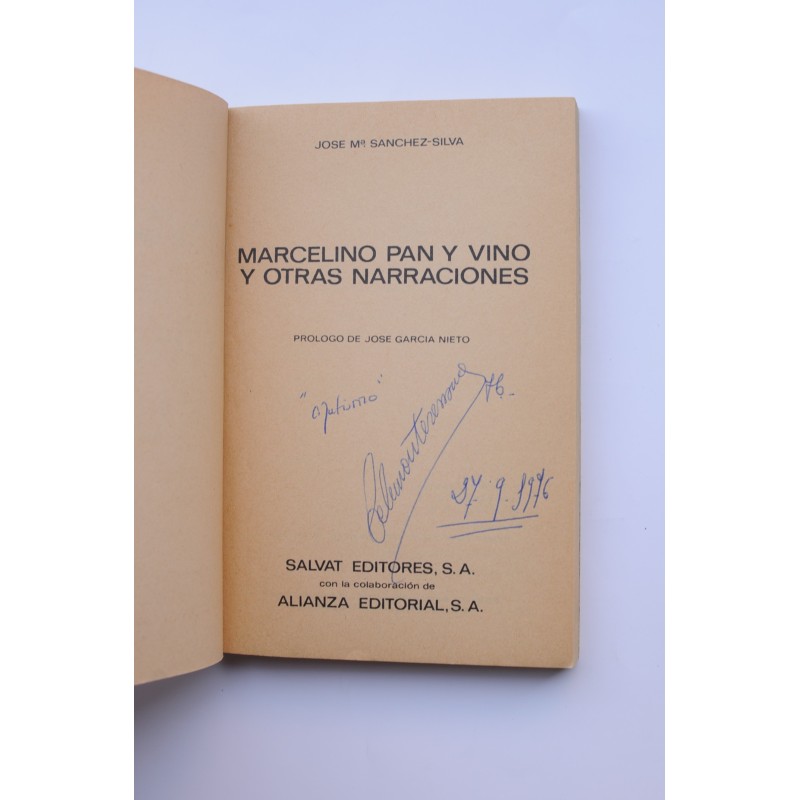 JOSE Mª SANCHEZ-SILVA
MARCELINO PAN Y VINO
Y OTRAS NARRACIONES
PROLOGO DE JOSE GARCIA NIETO
76.
27.9.1976
SALVAT EDITORES, S.A.
con la colaboración de
ALIANZA EDITORIAL, S.A.